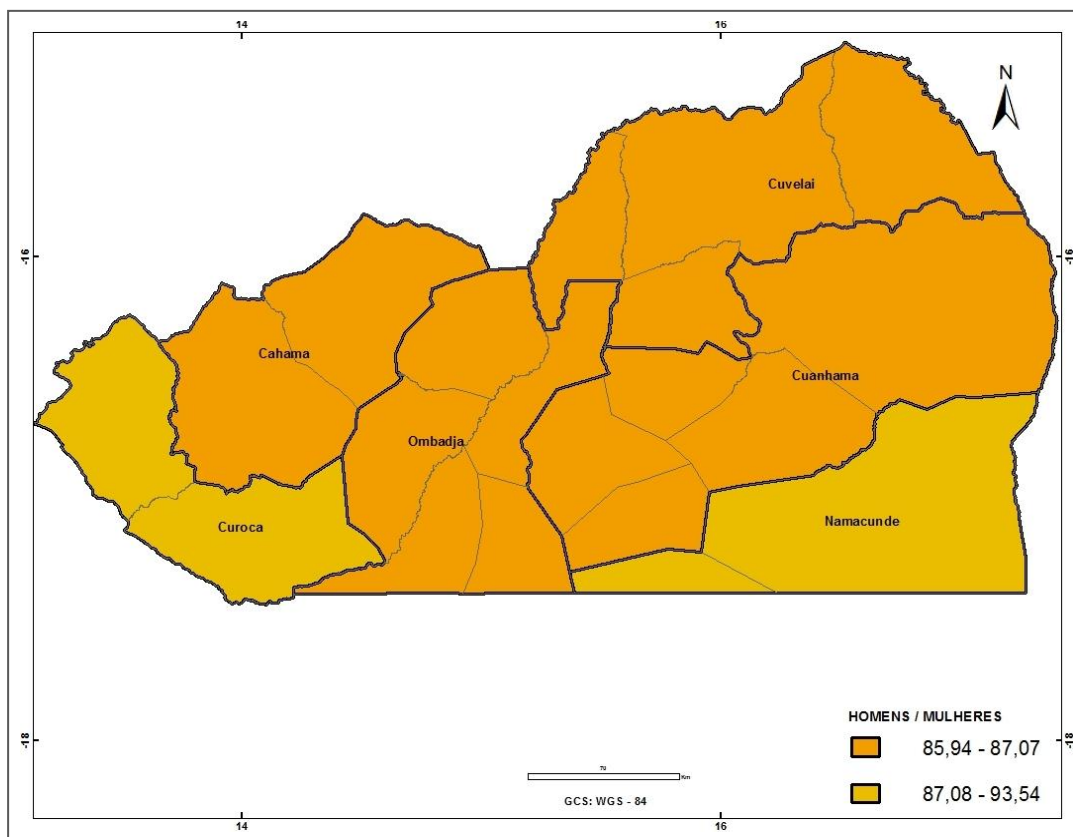 14
16
N
Cuvelai
-16
-16
Cahama
Cuanhama
Ombadja
Namacunde
Curoca
HOMENS / MULHERES
85,94 - 87,07
87,08 - 93,54
-18
-18
70
Km
GCS: WGS - 84
14
16